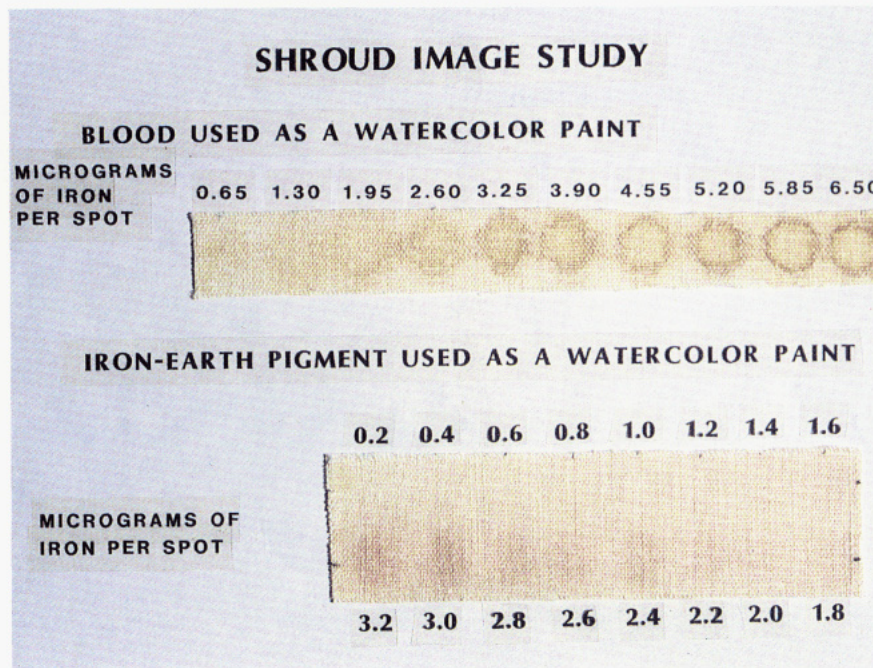 SHROUD IMAGE STUDY
BLOOD USED AS A WATERCOLOR PAINT
MICROGRAMS
OF IRON
PER SPOT
0.65 1.30 1.95 2.60 3.25 3.90 4.55 5.20 5.85 6.50
IRON-EARTH PIGMENT USED AS A WATERCOLOR PAINT
0.2 0.4 0.6 0.8 1.0 1.2 1.4 1.6
MICROGRAMS OF
IRON PER SPOT
3.2 3.0 2.8 2.6 2.4 2.2 2.0 1.8